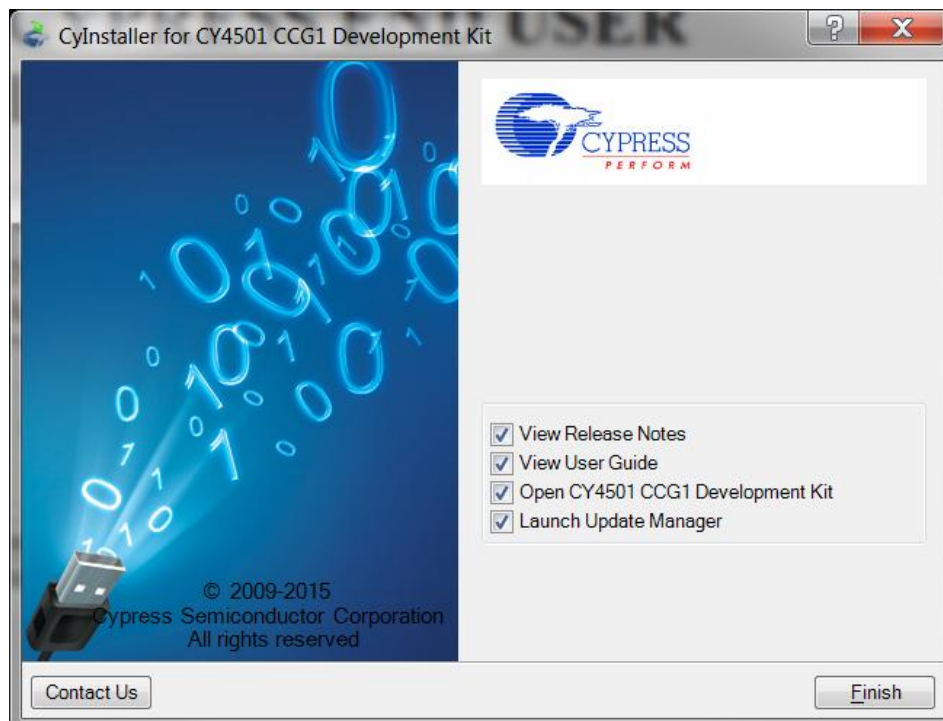 USER
CyInstaller for CY4501 CCG1 Development Kit
CYPRESS
PERFORM
View Release Notes
View User Guide
Open CY4501 CCG1 Development Kit
Launch Update Manager
© 2009-2015
Cypress Semiconductor Corporation
All rights reserved
Contact Us
Finish